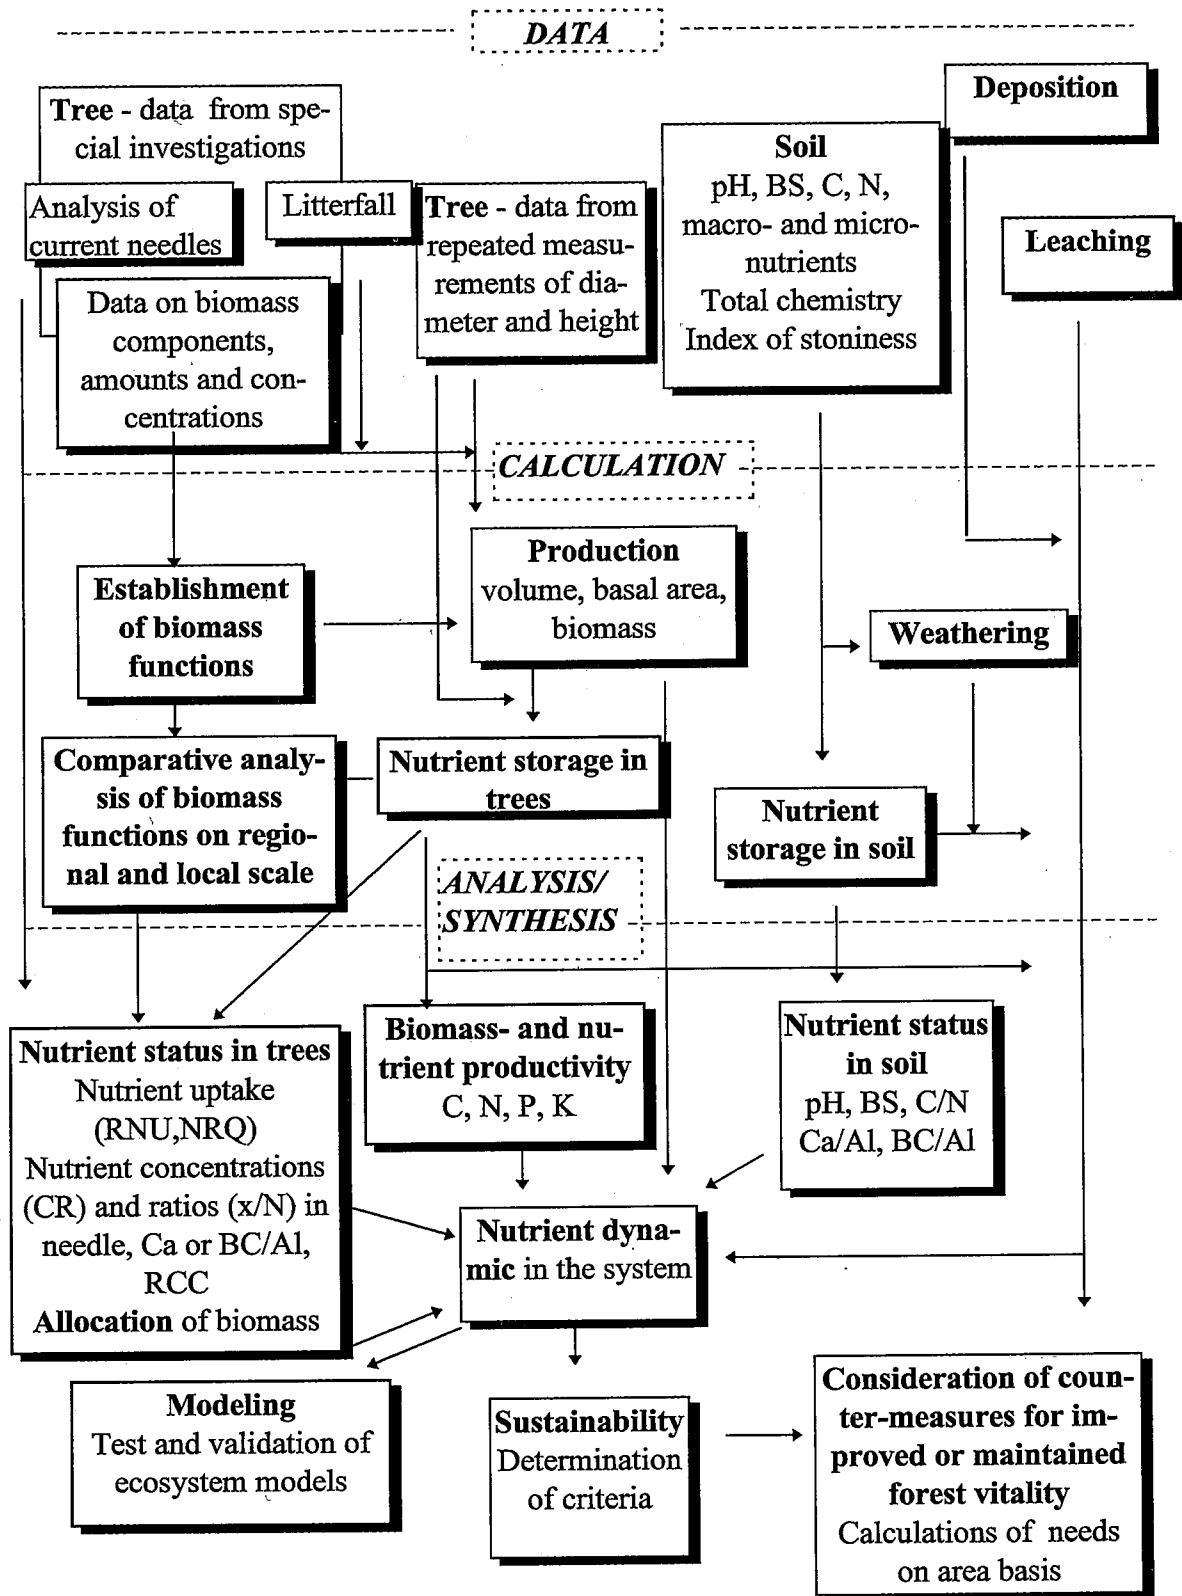 DATA
Tree - data from spe-
cial investigations
Analysis of
current needles
Litterfall
Data on biomass
components,
amounts and con-
centrations
Tree - data from
repeated measu-
rements of dia-
meter and height
Soil
pH, BS, C, N,
macro- and micro-
nutrients
Total chemistry
Index of stoniness
Deposition
Leaching
CALCULATION
Establishment
of biomass
functions
Production
volume, basal area,
biomass
Weathering
Comparative analy-
sis of biomass
functions on regio-
nal and local scale
Nutrient storage in
trees
Nutrient
storage in soil
ANALYSIS/
SYNTHESIS
Nutrient status in trees
Nutrient uptake
(RNU,NRQ)
Nutrient concentrations
(CR) and ratios (x/N) in
needle, Ca or BC/Al,
RCC
Allocation of biomass
Biomass- and nu-
trient productivity
C, N, P, K
Nutrient status
in soil
pH, BS, C/N
Ca/Al, BC/Al
Nutrient dyna-
mic in the system
Modeling
Test and validation of
ecosystem models
Sustainability
Determination
of criteria
Consideration of coun-
ter-measures for im-
proved or maintained
forest vitality
Calculations of needs
on area basis